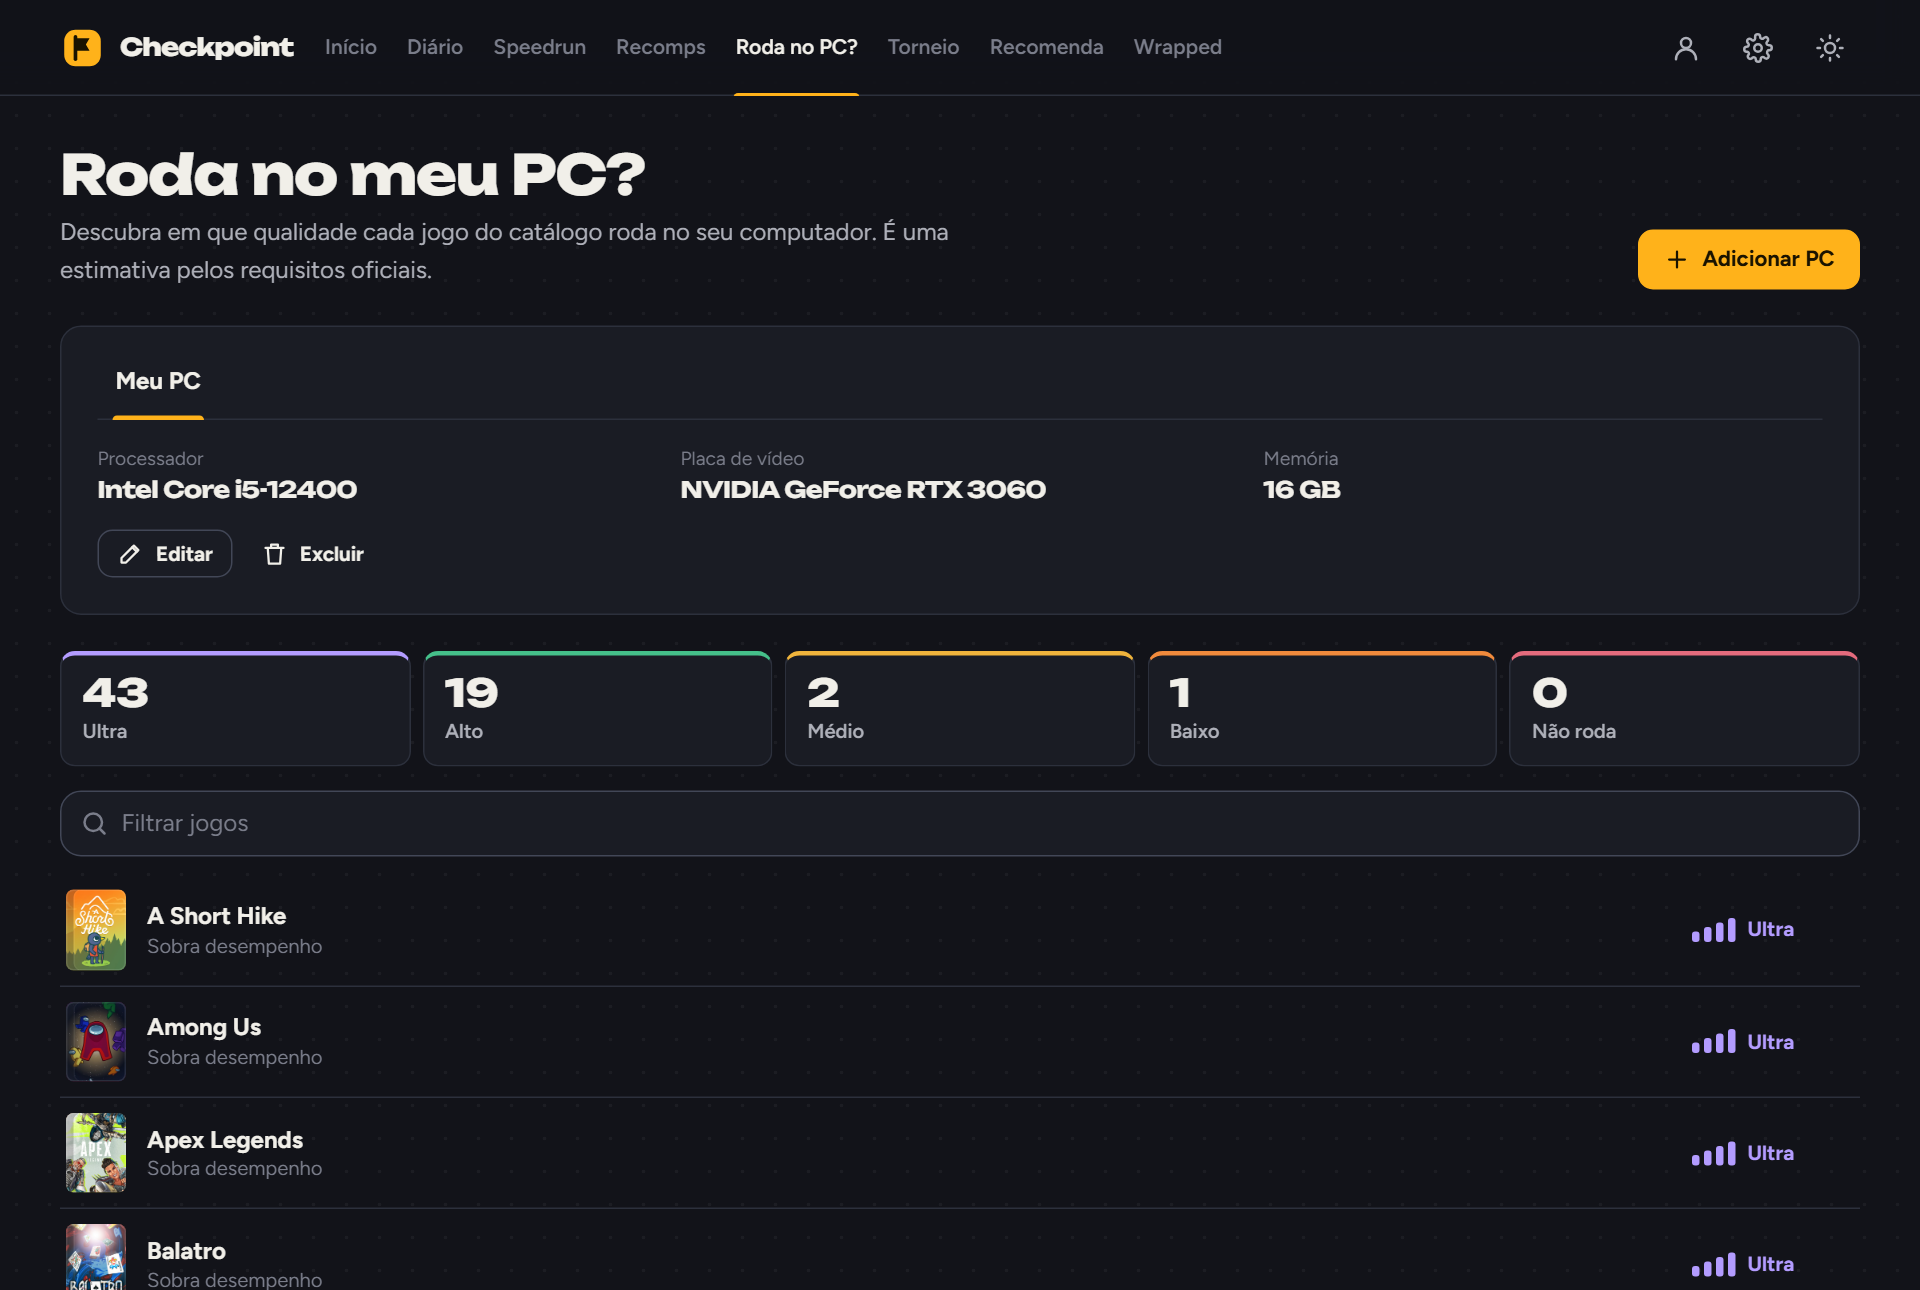 Checkpoint
Início
Diário
Speedrun
Recomps
Roda no PC?
Torneio
Recomenda
Wrapped
Roda no meu PC?
Descubra em que qualidade cada jogo do catálogo roda no seu computador. É uma
estimativa pelos requisitos oficiais.
Adicionar PC
Meu PC
Processador
Intel Core i5-12400
Placa de vídeo
NVIDIA GeForce RTX 3060
Memória
16 GB
Editar
Excluir
43
Ultra
19
Alto
2
Médio
1
Baixo
0
Não roda
Filtrar jogos
A Short Hike
A Short Hike
Sobra desempenho
Ultra
Among Us
Sobra desempenho
Ultra
APEX
Apex Legends
Sobra desempenho
Ultra
BALATRO
Balatro
Sobra desempenho
Ultra